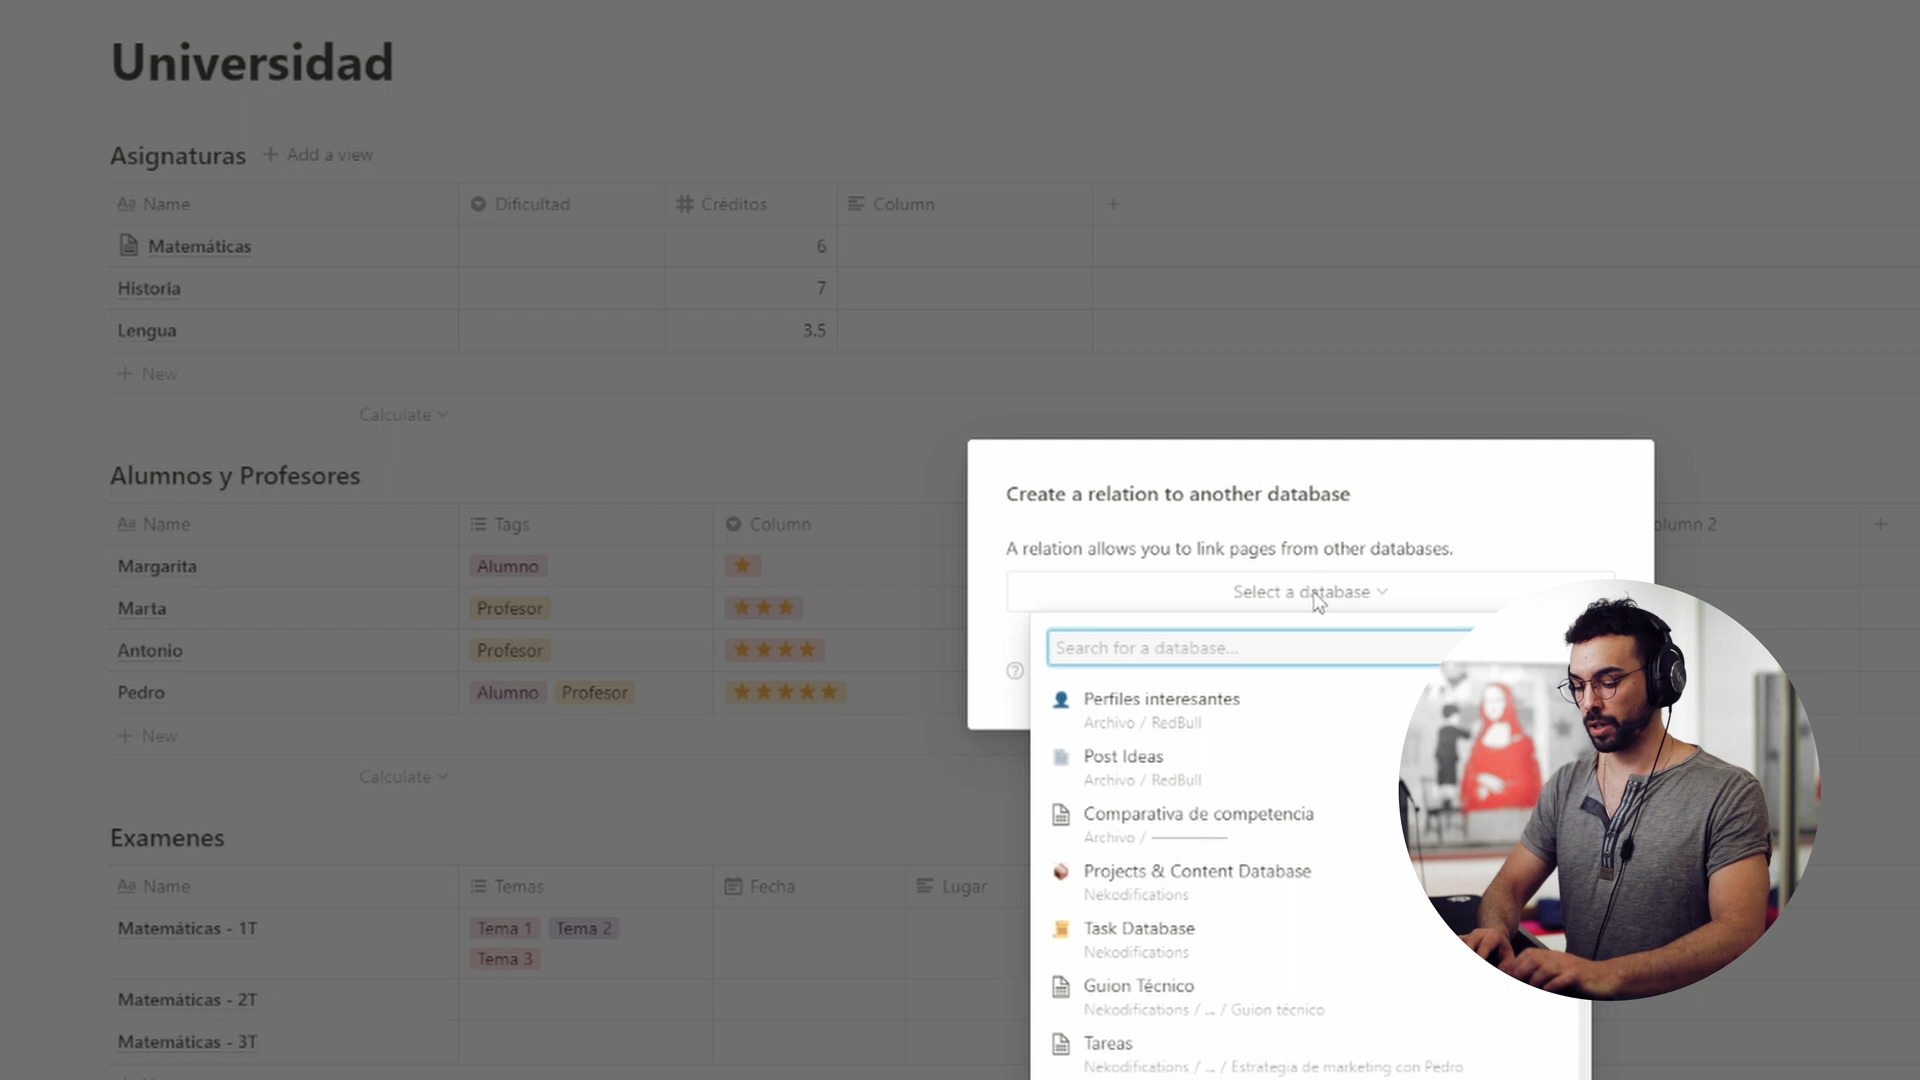 Universidad
Asignaturas + Add a view
Aa Name Dificultad # Créditos Column +
Matemáticas 6
Historia 7
Lengua 3.5
+ New
Calculate
Alumnos y Profesores
Aa Name Tags Column olumn 2 +
Margarita Alumno
Marta Profesor
Antonio Profesor
Pedro Alumno Profesor
+ New
Calculate
Examenes
Aa Name Temas Fecha Lugar
Matemáticas - 1T Tema 1 Tema 2
Tema 3
Matemáticas - 2T
Matemáticas - 3T
Create a relation to another database
A relation allows you to link pages from other databases.
Select a database
Search for a database...
Perfiles interesantes
Archivo / RedBull
Post Ideas
Archivo / RedBull
Comparativa de competencia
Archivo / —————
Projects & Content Database
Nekodifications
Task Database
Nekodifications
Guion Técnico
Nekodifications / ... / Guion técnico
Tareas
Nekodifications / ... / Estrategia de marketing con Pedro